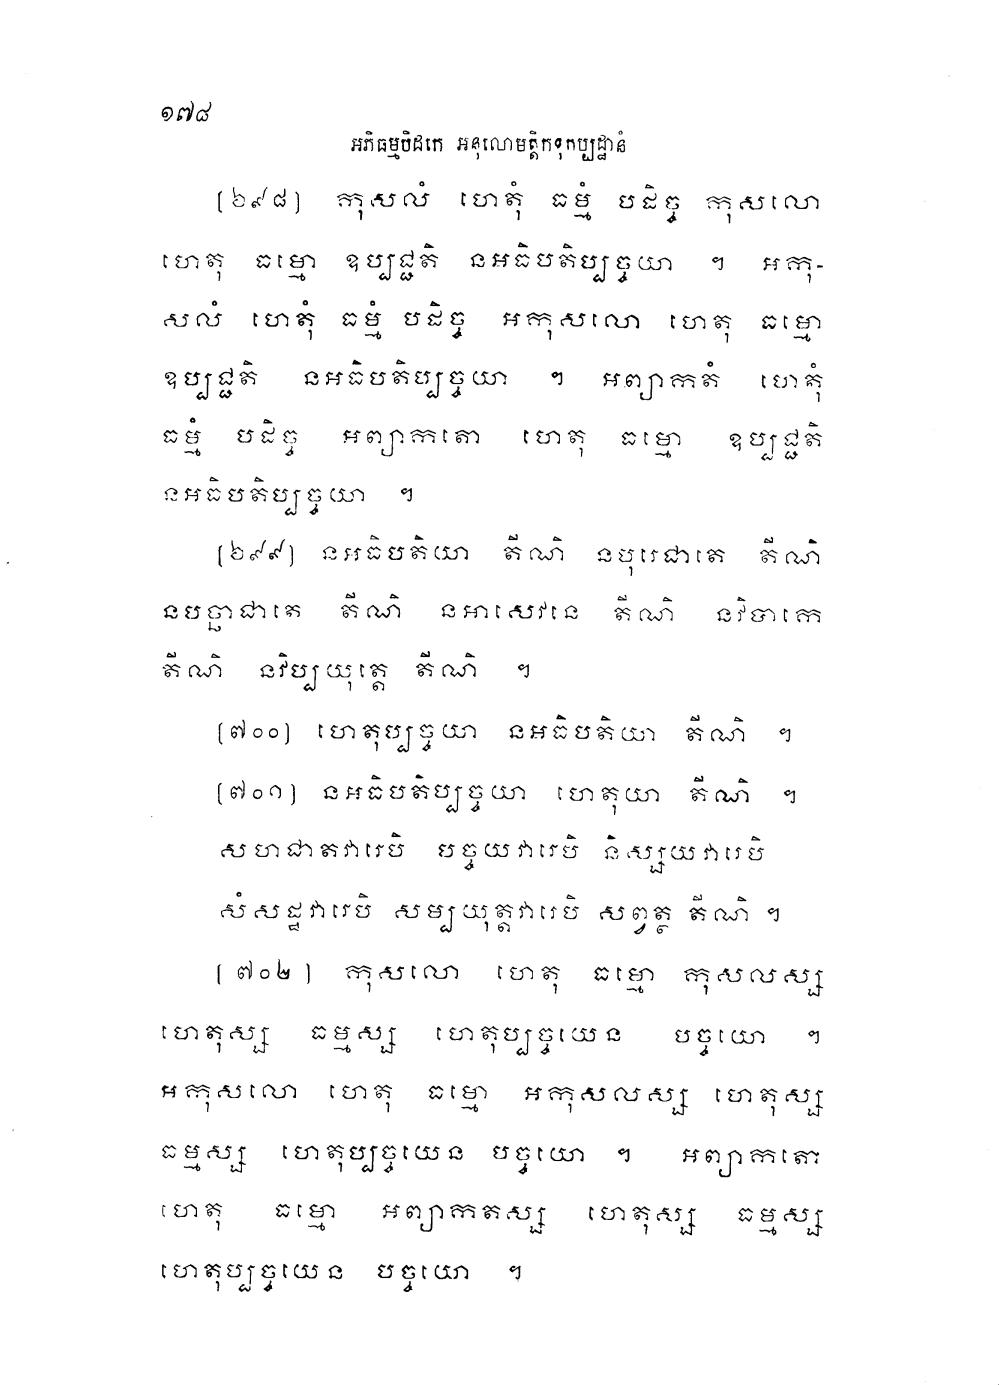 ១៧៨
អភិធម្មបិដកេ អនុលោមត្តិកទុកប្បដ្ឋានំ
(៦៩៨) កុសលំ ហេតុំ ធម្មំ បដិច្ច កុសលោ
ហេតុ ធម្មោ ឧប្បជ្ជតិ នអធិបតិប្បច្ចយា ។ អកុ-
សលំ ហេតុំ ធម្មំ បដិច្ច អកុសលោ ហេតុ ធម្មោ
ឧប្បជ្ជតិ នអធិបតិប្បច្ចយា ។ អព្យាកតំ ហេតុំ
ធម្មំ បដិច្ច អព្យាកតោ ហេតុ ធម្មោ ឧប្បជ្ជតិ
នអធិបតិប្បច្ចយា ។
(៦៩៩) នអធិបតិយា តីណិ នបុរេជាតេ តីណិ
នបច្ឆាជាតេ តីណិ នអាសេវនេ តីណិ នវិបាកេ
តីណិ នវិប្បយុត្តេ តីណិ ។
(៧០០) ហេតុប្បច្ចយា នអធិបតិយា តីណិ ។
(៧០១) នអធិបតិប្បច្ចយា ហេតុយា តីណិ ។
សហជាតវារេបិ បច្ចយវារេបិ និស្សយវារេបិ
សំសដ្ឋវារេបិ សម្បយុត្តវារេបិ សព្វត្ថ តីណិ ។
(៧០២) កុសលោ ហេតុ ធម្មោ កុសលស្ស
ហេតុស្ស ធម្មស្ស ហេតុប្បច្ចយេន បច្ចយោ ។
អកុសលោ ហេតុ ធម្មោ អកុសលស្ស ហេតុស្ស
ធម្មស្ស ហេតុប្បច្ចយេន បច្ចយោ ។ អព្យាកតោ
ហេតុ ធម្មោ អព្យាកតស្ស ហេតុស្ស ធម្មស្ស
ហេតុប្បច្ចយេន បច្ចយោ ។